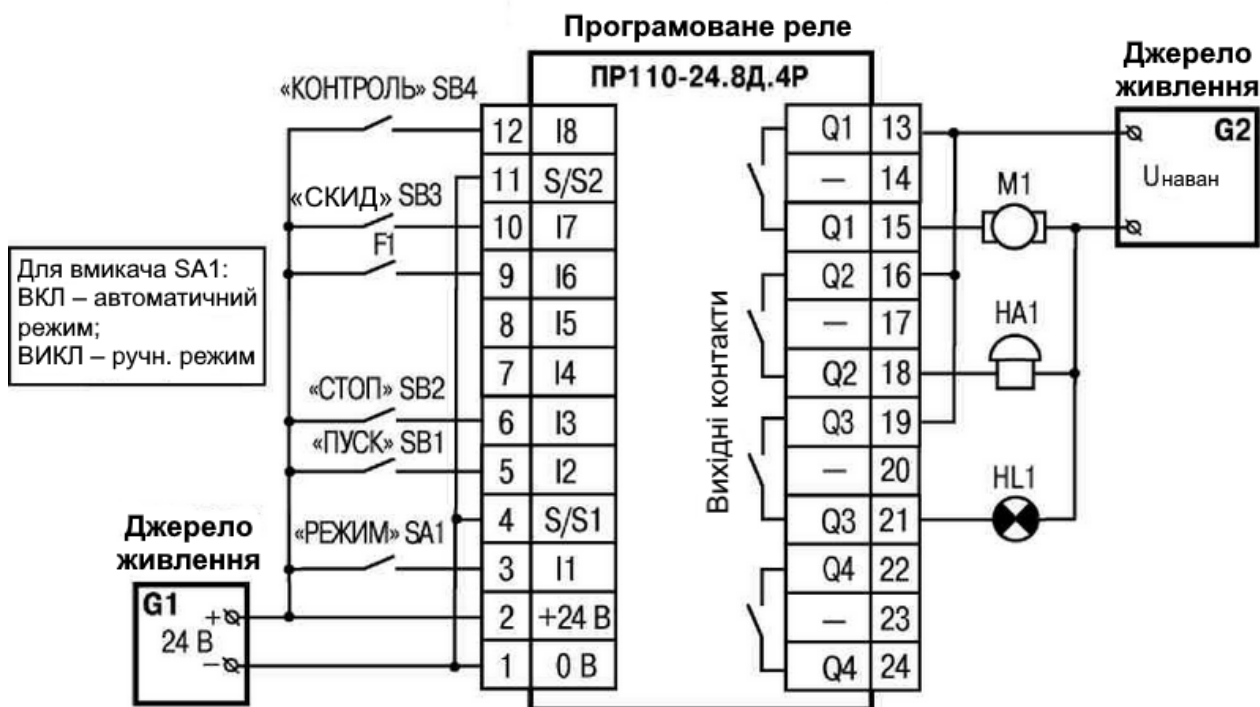 Програмоване реле
ПР110-24.8Д.4Р
Джерело
живлення
G2
Uнаван
«КОНТРОЛЬ» SB4
«СКИД» SB3
F1
Для вмикача SA1:
ВКЛ – автоматичний
режим;
ВИКЛ – ручн. режим
«СТОП» SB2
«ПУСК» SB1
«РЕЖИМ» SA1
Джерело
живлення
G1
+
24 В
–
12 I8
11 S/S2
10 I7
9 I6
8 I5
7 I4
6 I3
5 I2
4 S/S1
3 I1
2 +24 В
1 0 В
Вихідні контакти
Q1 13
— 14
Q1 15
Q2 16
— 17
Q2 18
Q3 19
— 20
Q3 21
Q4 22
— 23
Q4 24
M1
HA1
HL1